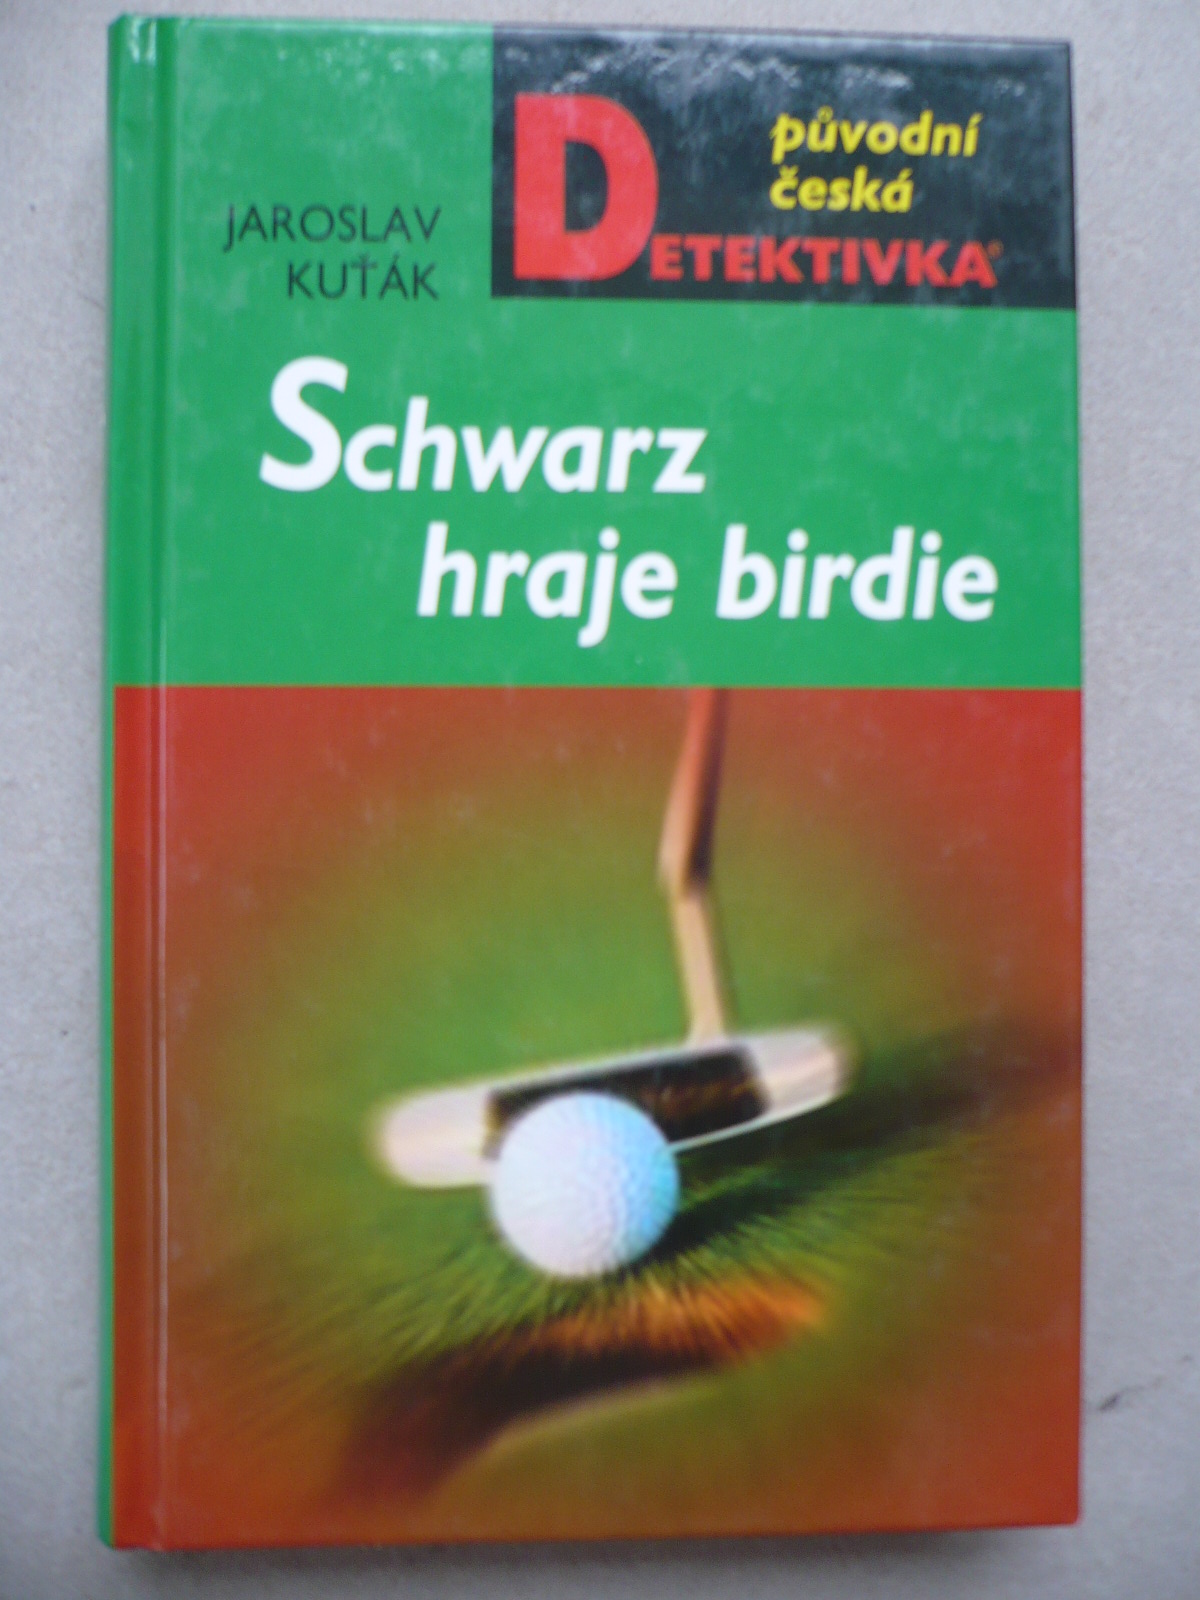 JAROSLAV
KUŤÁK
původní
česká
DETEKTIVKA®
Schwarz
hraje birdie